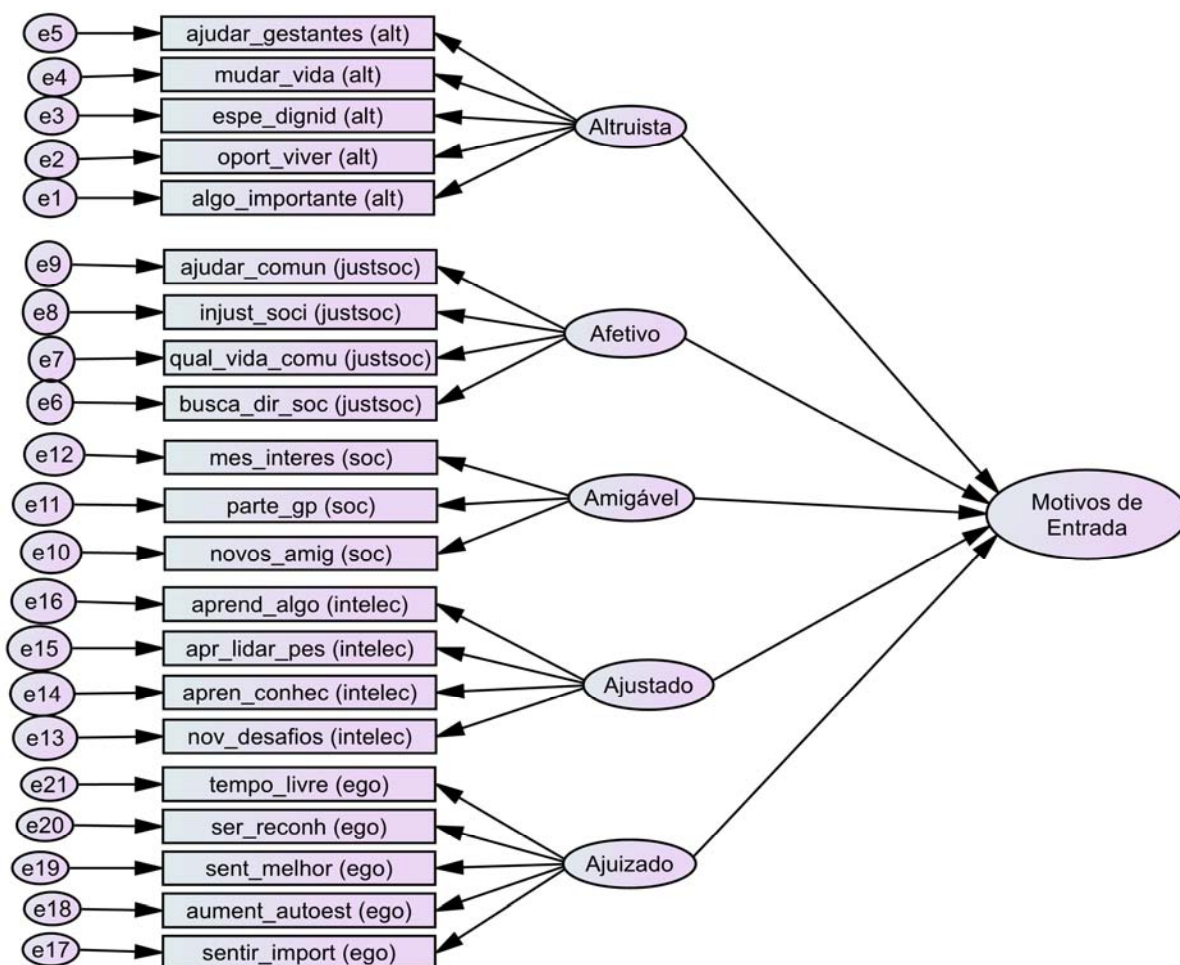 e5 ajudar_gestantes (alt)
e4 mudar_vida (alt)
e3 espe_dignid (alt)
Altruista
e2 oport_viver (alt)
e1 algo_importante (alt)
e9 ajudar_comun (justsoc)
e8 injust_soci (justsoc)
Afetivo
e7 qual_vida_comu (justsoc)
e6 busca_dir_soc (justsoc)
e12 mes_interes (soc)
Amigável
e11 parte_gp (soc)
Motivos de
Entrada
e10 novos_amig (soc)
e16 aprend_algo (intelec)
e15 apr_lidar_pes (intelec)
Ajustado
e14 apren_conhec (intelec)
e13 nov_desafios (intelec)
e21 tempo_livre (ego)
e20 ser_reconh (ego)
Ajuizado
e19 sent_melhor (ego)
e18 aument_autoest (ego)
e17 sentir_import (ego)